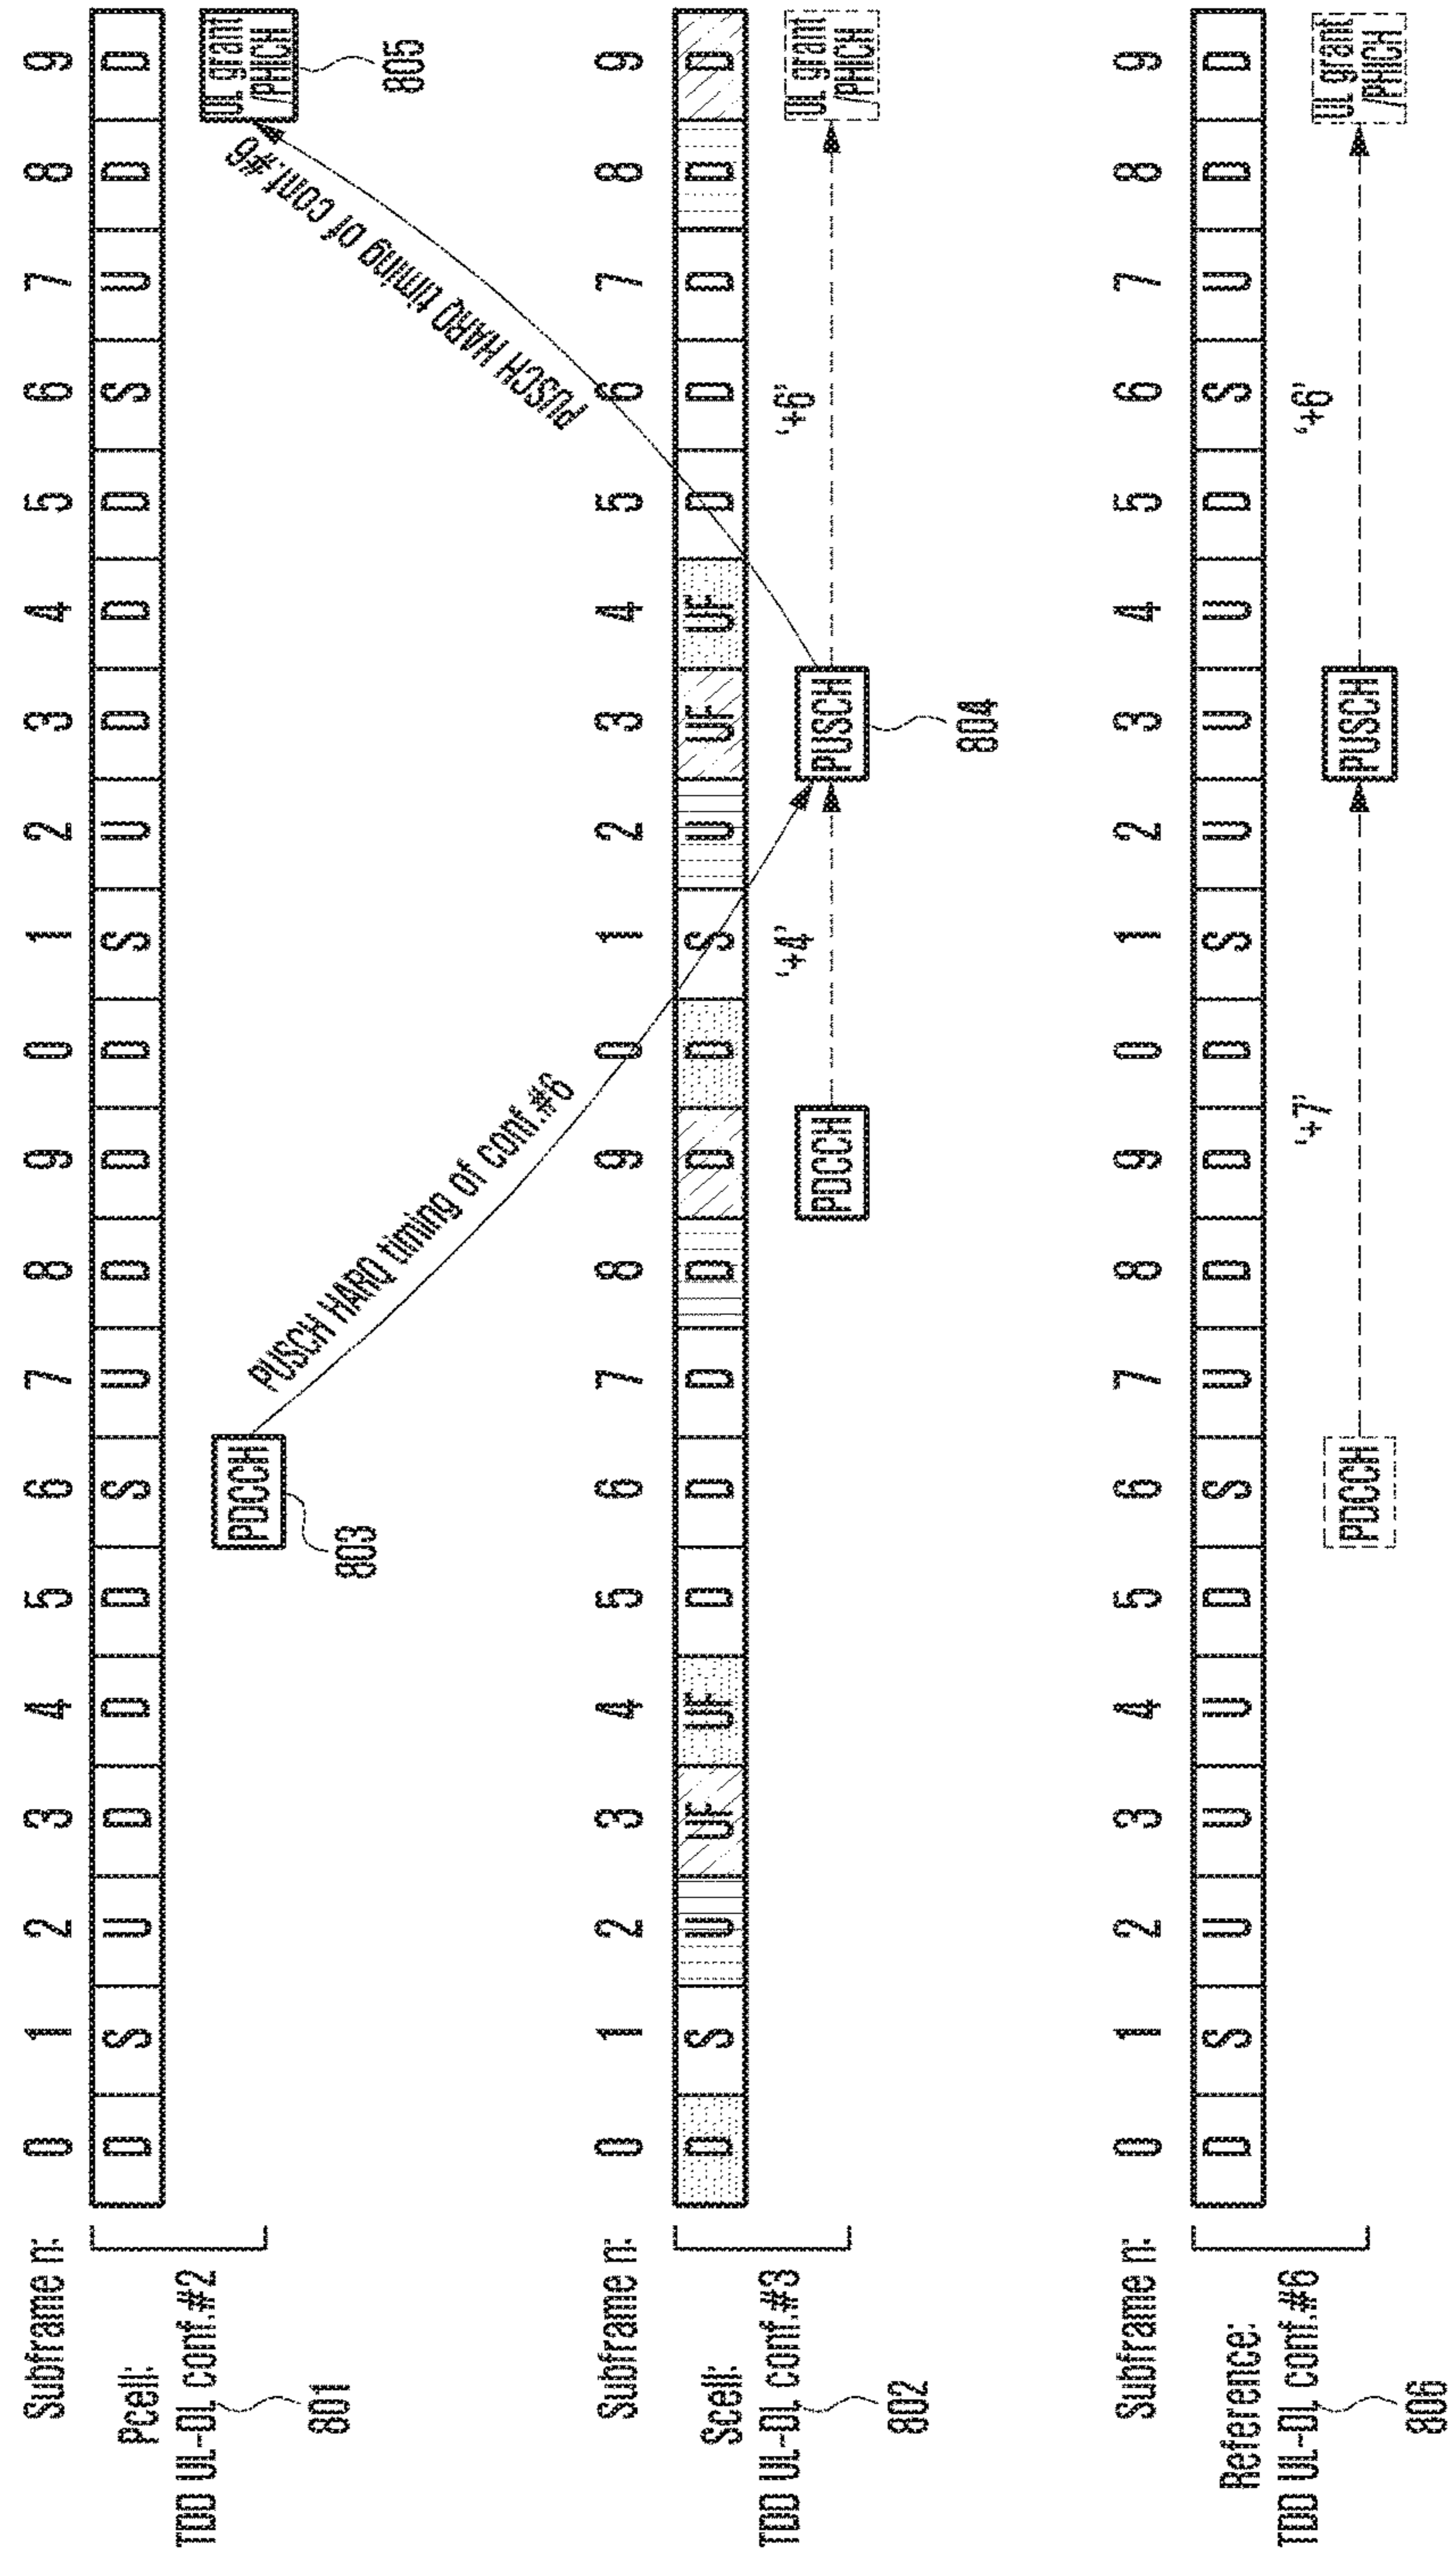 Subframe n: 0 1 2 3 4 5 6 7 8 9 0 1 2 3 4 5 6 7 8 9
Pcell:
TDD UL-DL conf.#2
D S U D D D S U D D D S U D D D S U D D
801
PDCCH
803
PUSCH HARQ timing of conf.#6
PUSCH HARQ timing of cont.#6
UL grant
/PHICH
805
Subframe n: 0 1 2 3 4 5 6 7 8 9 0 1 2 3 4 5 6 7 8 9
Scell:
TDD UL-DL conf.#3
D S U UF UF D D D D D D S U UF UF D D D D D
802
PDCCH
'+4'
PUSCH
804
'+6'
UL grant
/PHICH
Subframe n: 0 1 2 3 4 5 6 7 8 9 0 1 2 3 4 5 6 7 8 9
Reference:
TDD UL-DL conf.#6
D S U U U D S U D D D S U U U D S U D D
806
PDCCH
'+7'
PUSCH
'+6'
UL grant
/PHICH